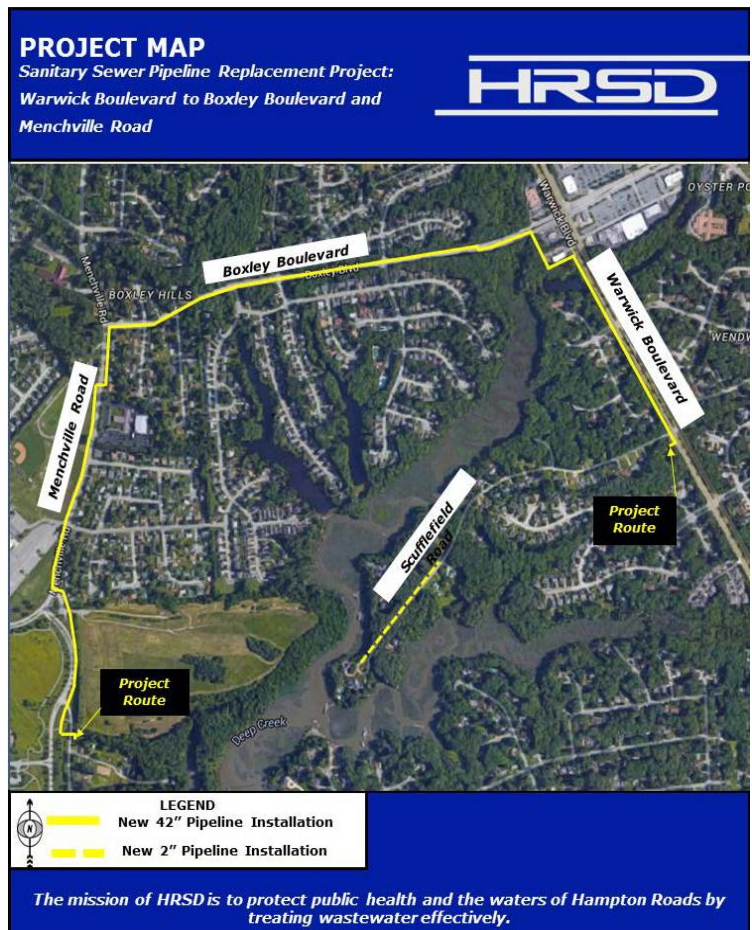 PROJECT MAP
Sanitary Sewer Pipeline Replacement Project:
Warwick Boulevard to Boxley Boulevard and
Menchville Road
HRSD
OYSTER PO
Warwick Blvd
Boxley Boulevard
Boxley Blvd
Menchville Rd
BOXLEY HILLS
Warwick Boulevard
WENDW
Menchville Road
Scufflefield
Road
Project
Route
Menchville Rd
Project
Route
Deep Creek
LEGEND
N
New 42" Pipeline Installation
New 2" Pipeline Installation
The mission of HRSD is to protect public health and the waters of Hampton Roads by
treating wastewater effectively.